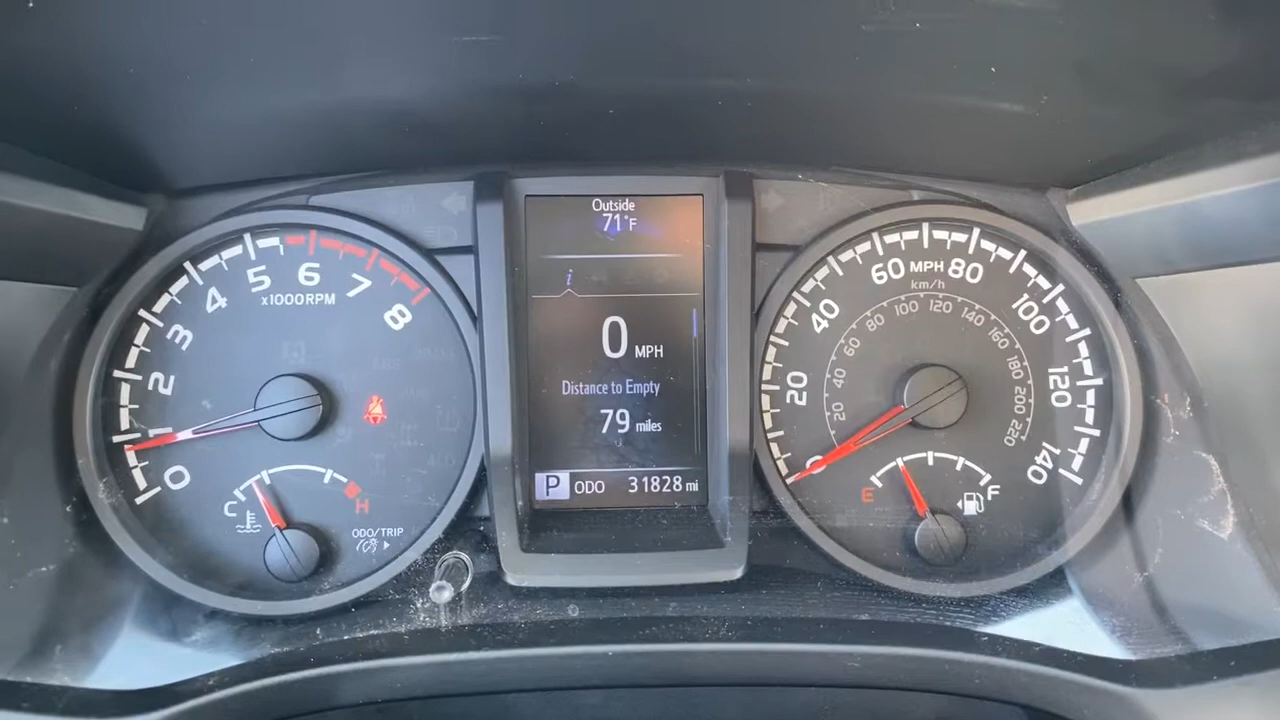 Outside
71°F
i
0 MPH
Distance to Empty
79 miles
P ODO 31828 mi
0
1
2
3
4
5
6
7
8
x1000RPM
C
H
ODO/TRIP
0
20
40
60
80
100
120
140
MPH
km/h
20
40
60
80
100
120
140
160
180
200
220
E
F